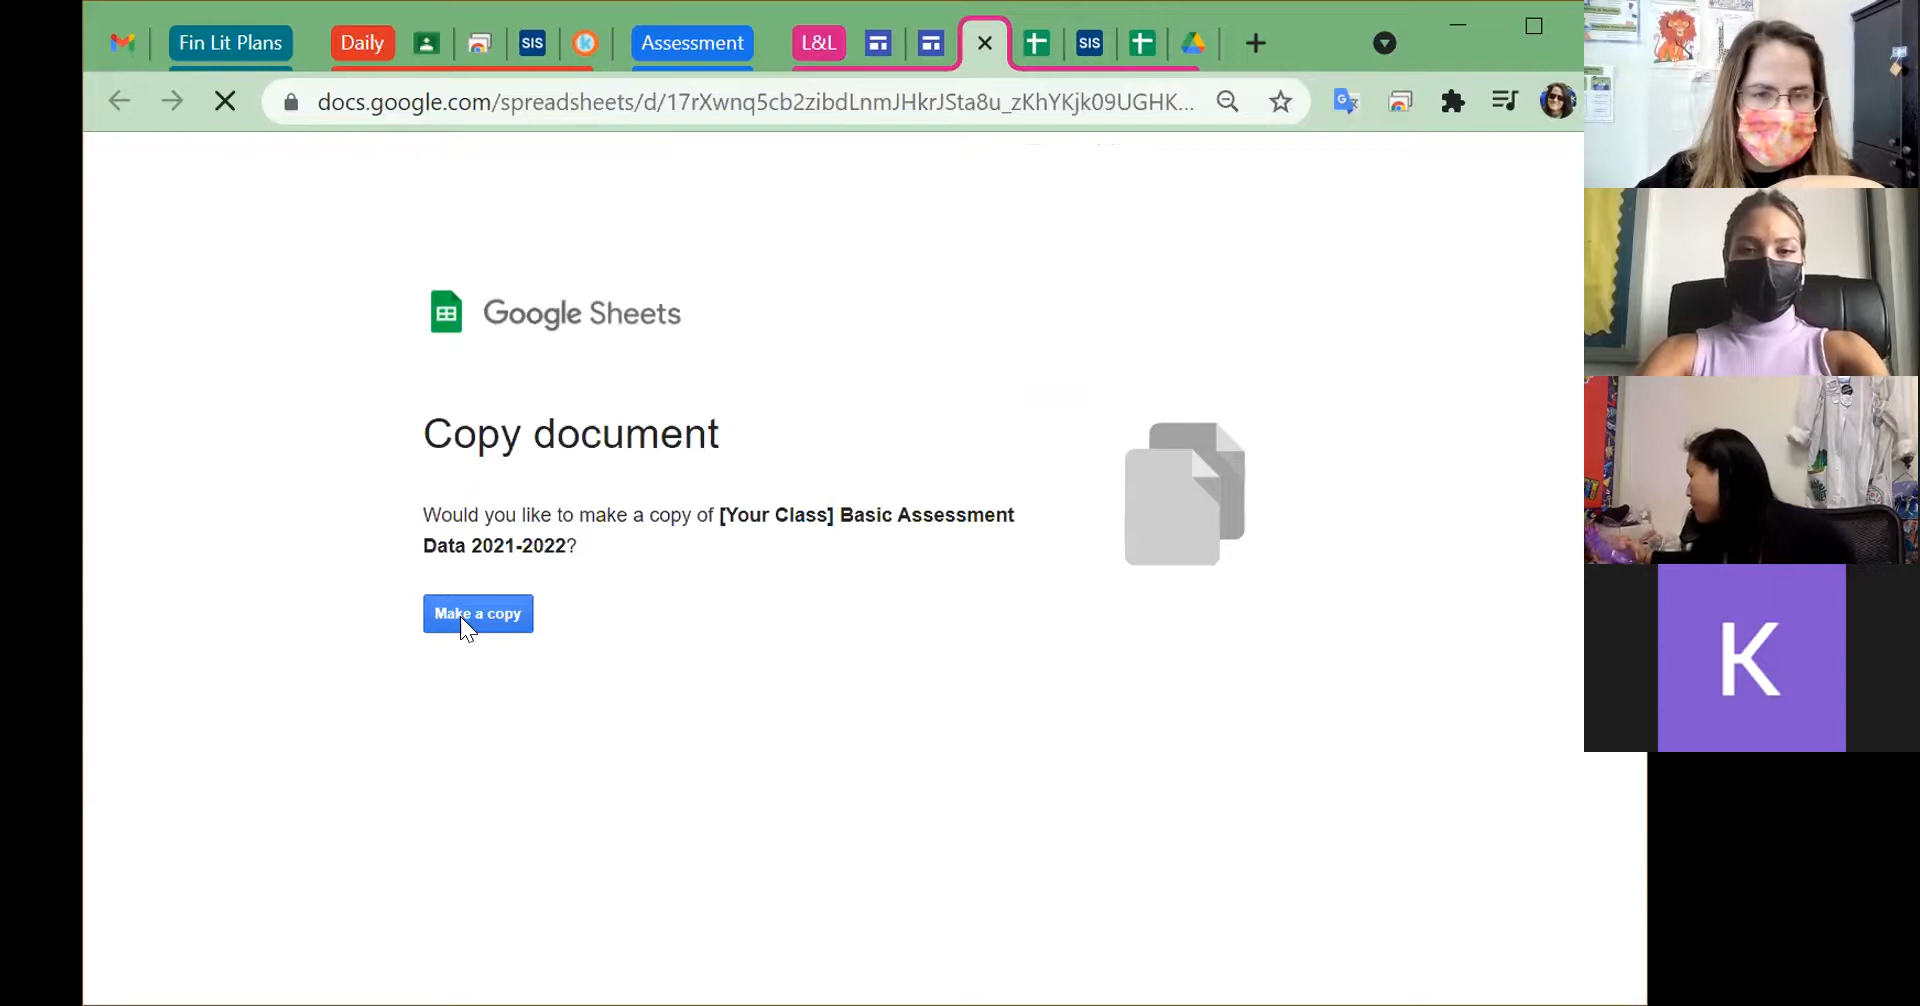 Fin Lit Plans
Daily
SIS
K
Assessment
L&L
SIS
docs.google.com/spreadsheets/d/17rXwnq5cb2zibdLnmJHkrJSta8u_zKhYKjk09UGHK...
Google Sheets
Copy document
Would you like to make a copy of [Your Class] Basic Assessment
Data 2021-2022?
Make a copy
K